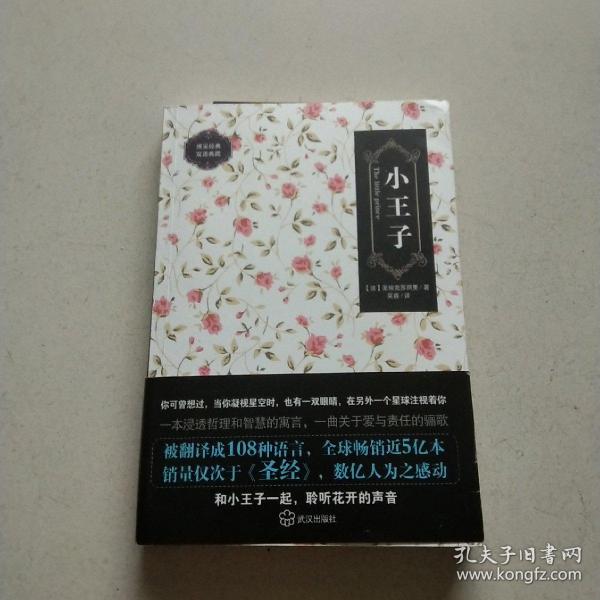 博采经典
双语典藏
小王子
The little prince
【法】圣埃克苏佩里/著
吴茜/译
你可曾想过，当你凝视星空时，也有一双眼睛，在另外一个星球注视着你
一本浸透哲理和智慧的寓言，一曲关于爱与责任的骊歌
被翻译成108种语言，全球畅销近5亿本
销量仅次于《圣经》，数亿人为之感动
和小王子一起，聆听花开的声音
武汉出版社
孔夫子旧书网
www.kongfz.com